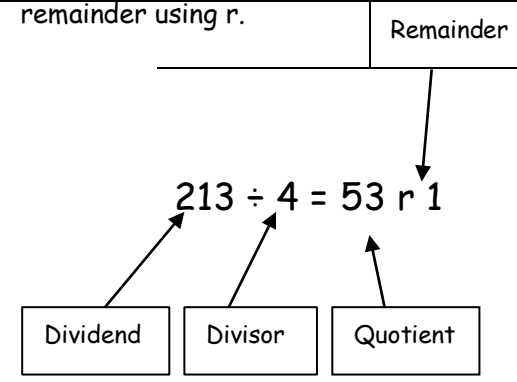 remainder using r.
Remainder
213 ÷ 4 = 53 r 1
Dividend
Divisor
Quotient